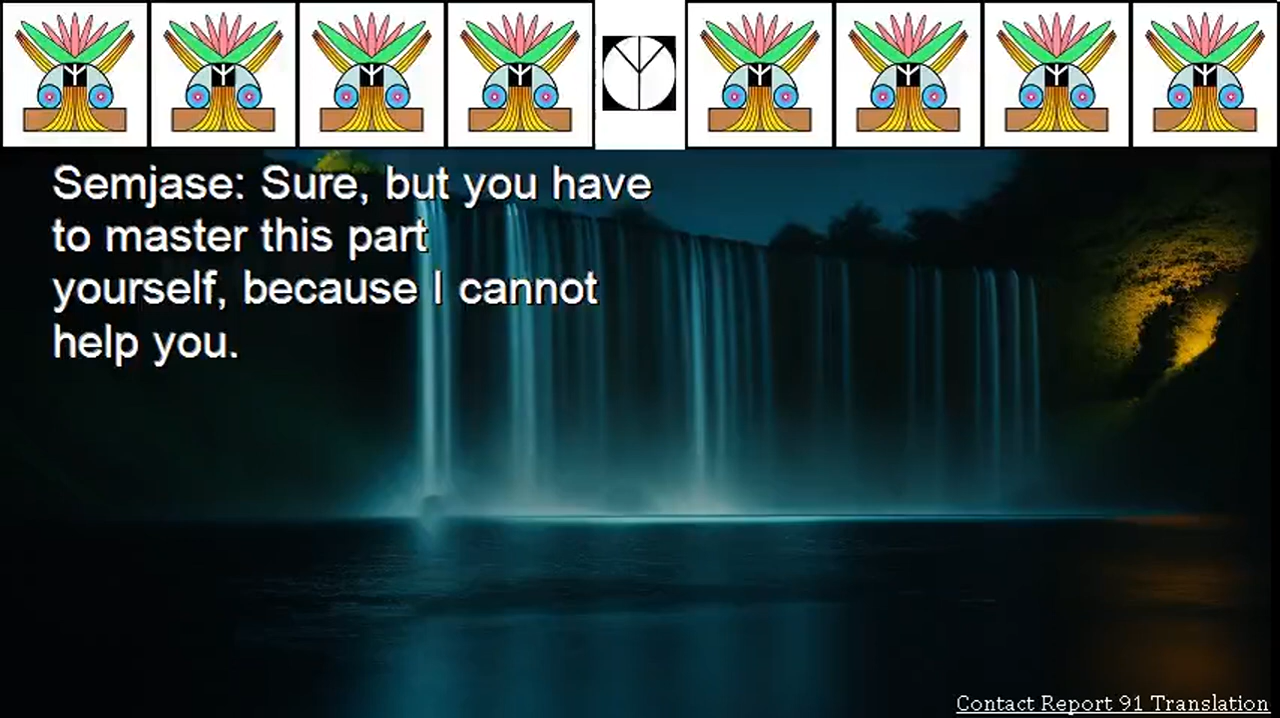 Semjase: Sure, but you have
to master this part
yourself, because I cannot
help you.
Contact Report 91 Translation